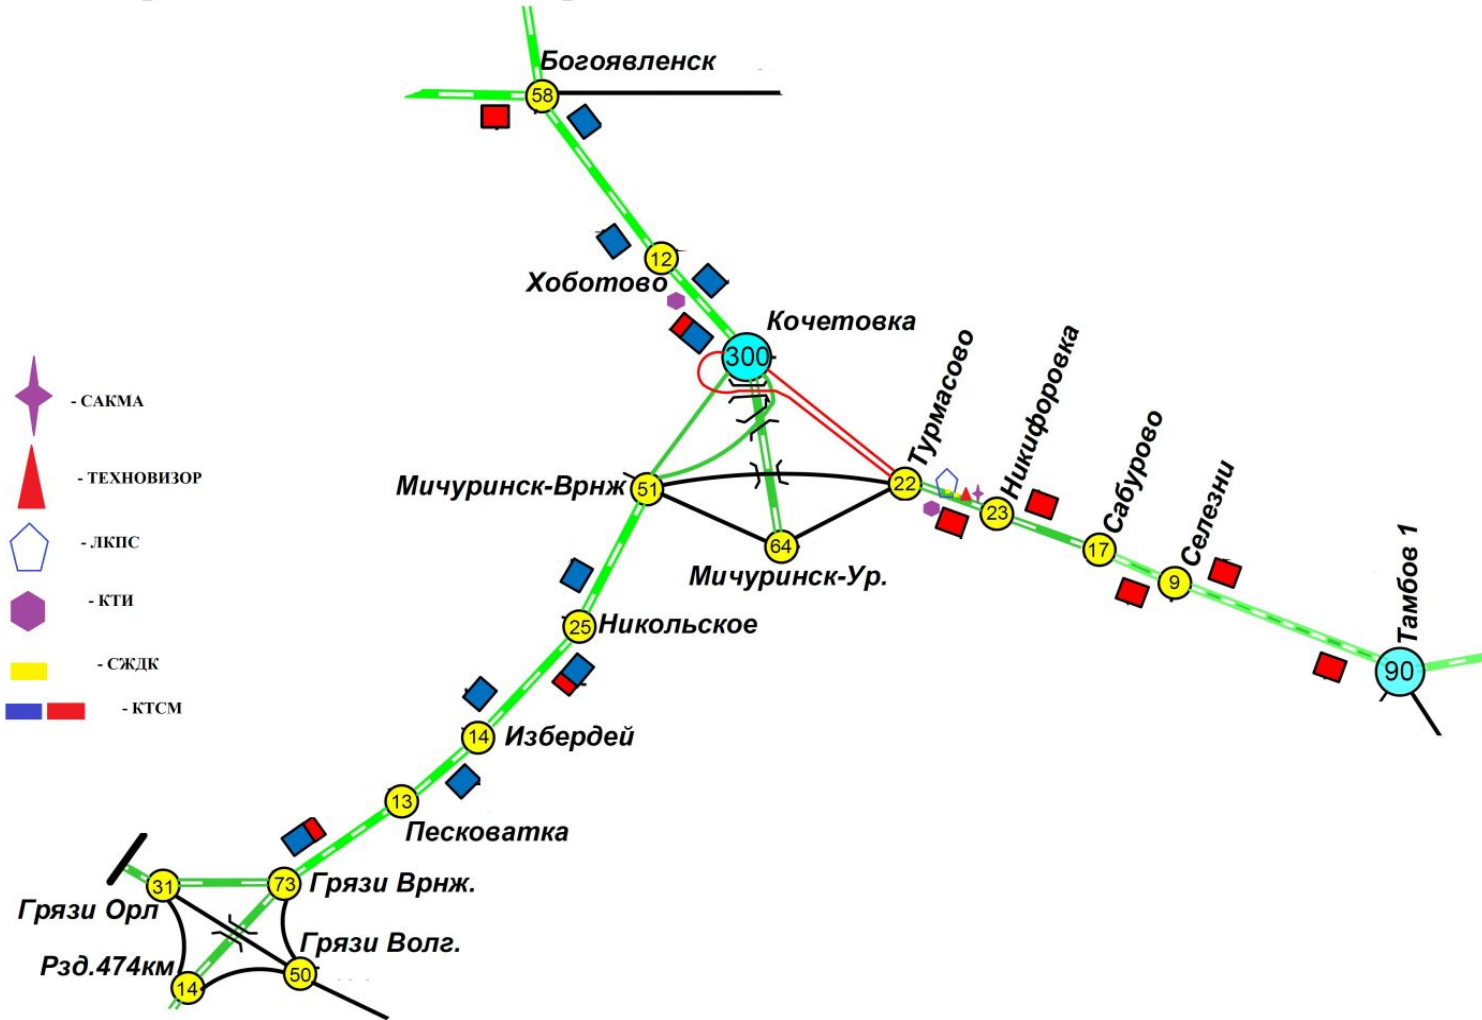 Богоявленск
58
12
Хоботово
Кочетовка
300
Турмасово
Никифоровка
Сабурово
Селезни
Тамбов 1
- САКМА
- ТЕХНОВИЗОР
- ЛКПС
- КТИ
- СЖДК
- КТСМ
Мичуринск-Врнж
51
22
23
17
9
90
64
Мичуринск-Ур.
25
Никольское
14
Избердей
13
Песковатка
31
73
Грязи Врнж.
Грязи Орл
Грязи Волг.
Рзд.474км
14
50